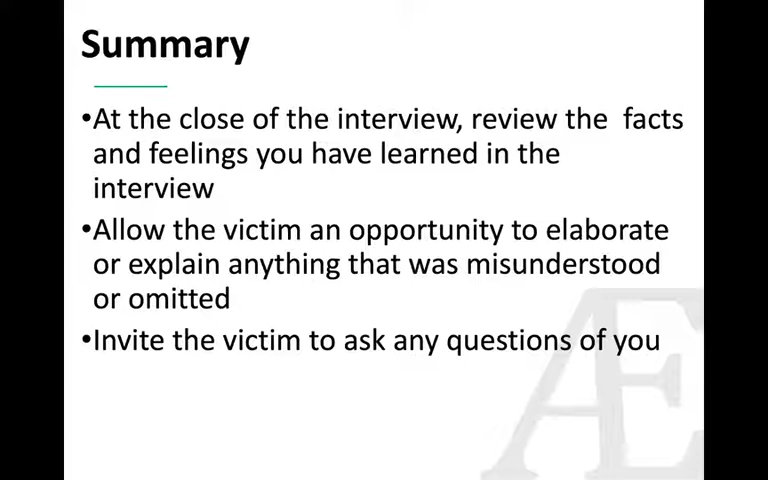 Summary
•At the close of the interview, review the  facts
and feelings you have learned in the
interview
•Allow the victim an opportunity to elaborate
or explain anything that was misunderstood
or omitted
•Invite the victim to ask any questions of you
Æ